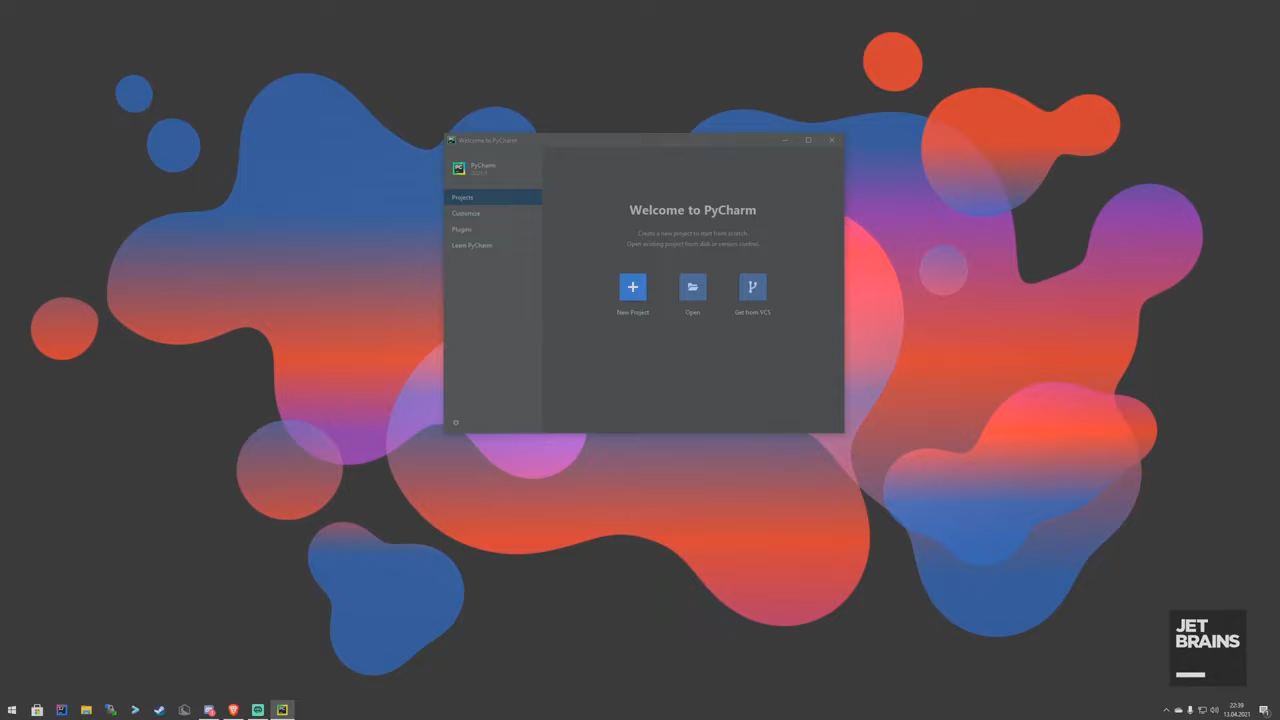 Welcome to PyCharm
PyCharm
2021.1
Projects
Customize
Plugins
Learn PyCharm
Welcome to PyCharm
Create a new project to start from scratch.
Open existing project from disk or version control.
New Project
Open
Get from VCS
JET
BRAINS
22:39
13.04.2021